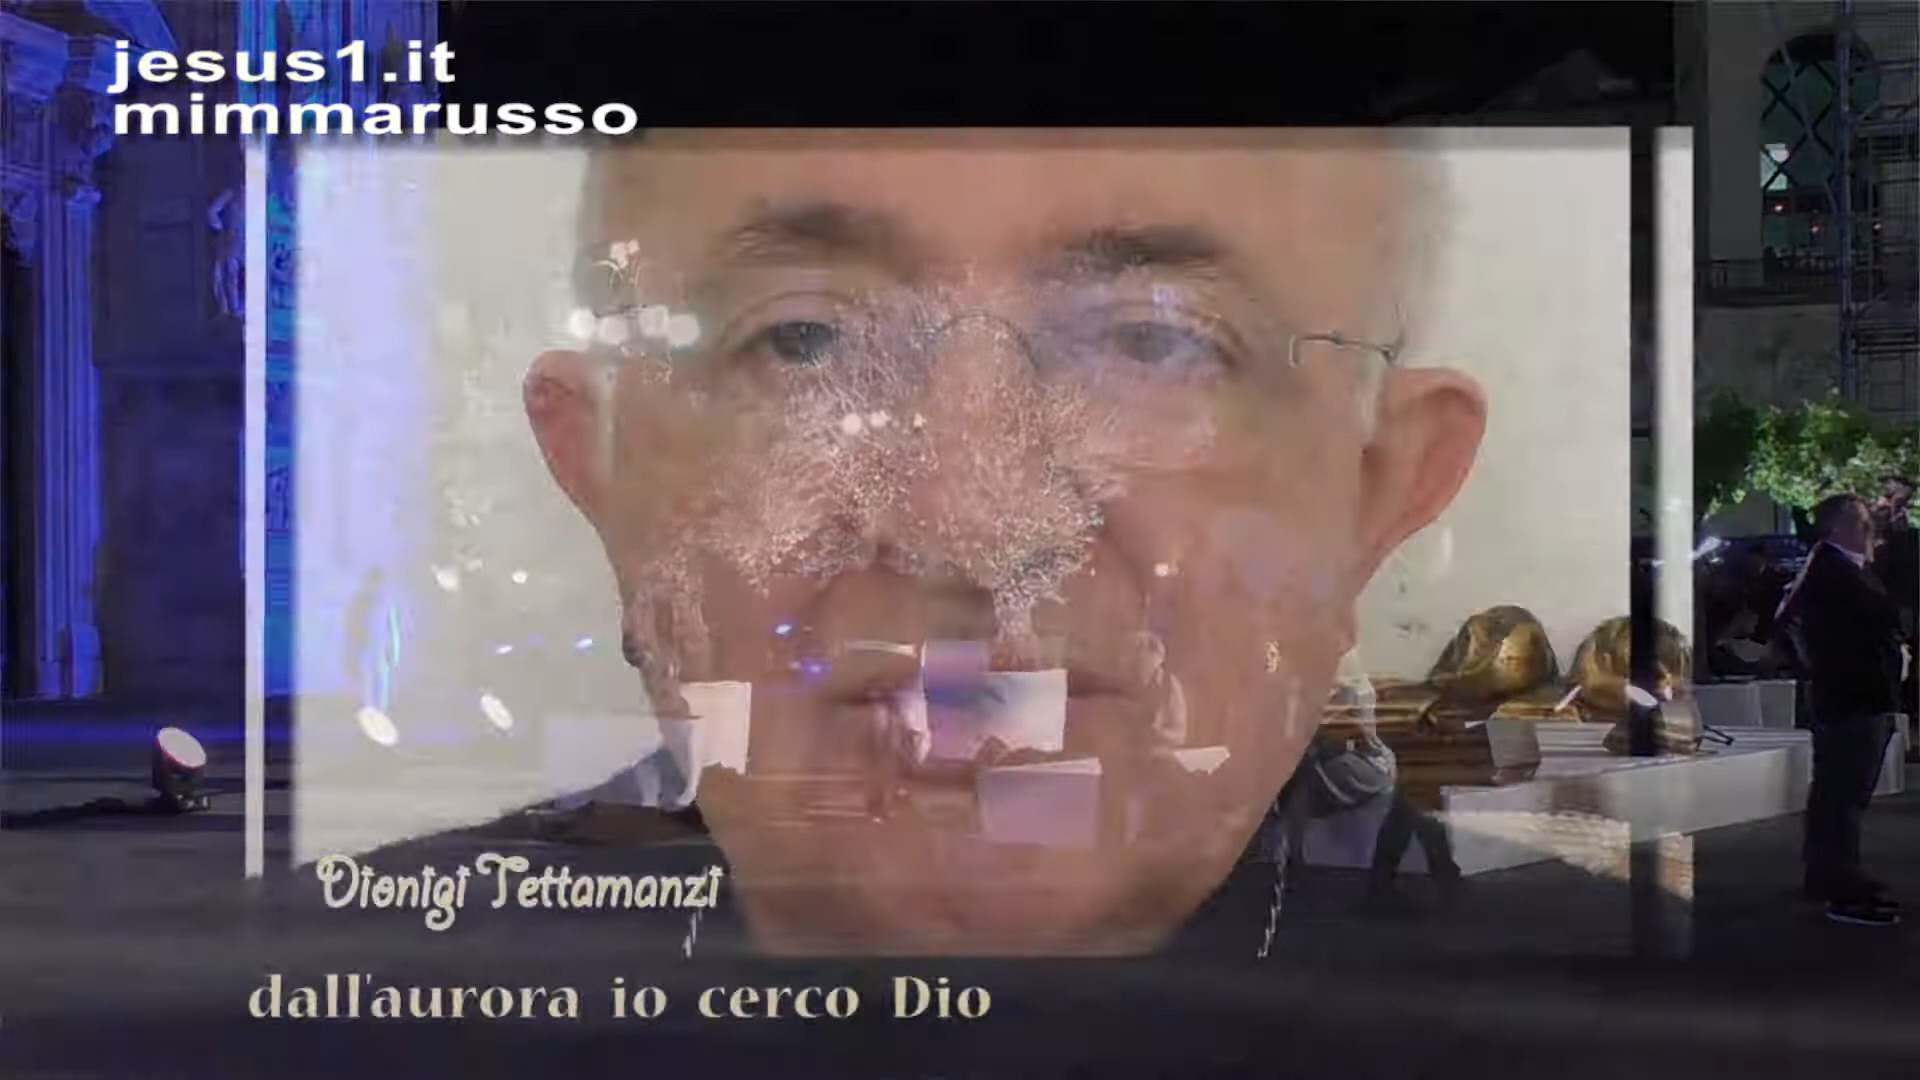 jesus1.it
mimmarusso
Dionigi Tettamanzi
dall'aurora io cerco Dio